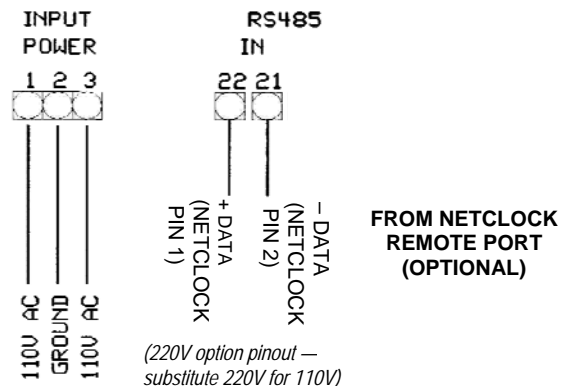 INPUT
POWER
1 2 3
110V AC
GROUND
110V AC
RS485
IN
22 21
+ DATA
(NETCLOCK
PIN 1)
– DATA
(NETCLOCK
PIN 2)
FROM NETCLOCK
REMOTE PORT
(OPTIONAL)
(220V option pinout —
substitute 220V for 110V)